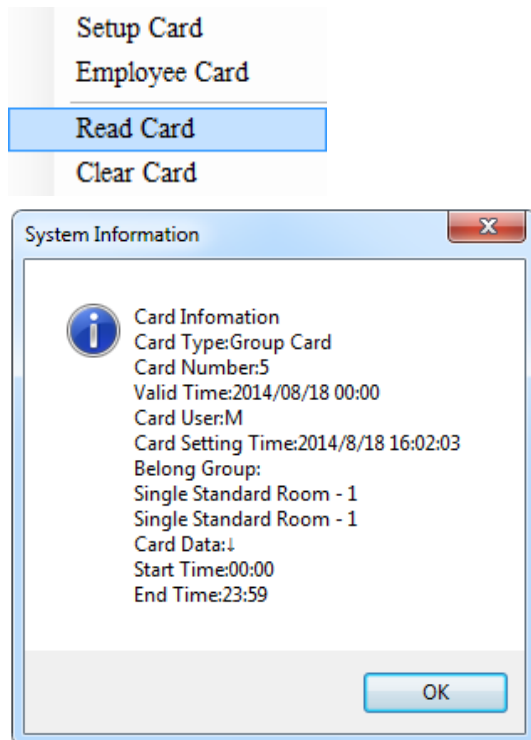 Setup Card
Employee Card
Read Card
Clear Card
System Information
Card Infomation
Card Type:Group Card
Card Number:5
Valid Time:2014/08/18 00:00
Card User:M
Card Setting Time:2014/8/18 16:02:03
Belong Group:
Single Standard Room - 1
Single Standard Room - 1
Card Data:↓
Start Time:00:00
End Time:23:59
OK